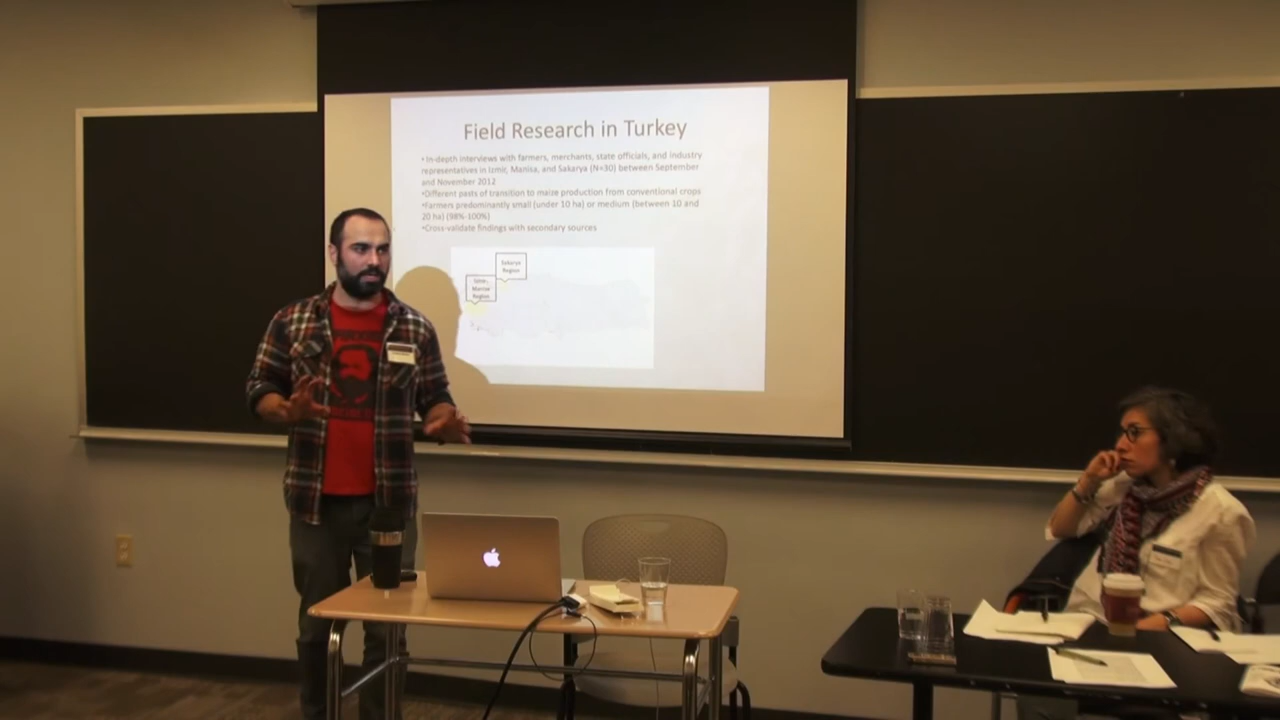 Field Research in Turkey
• In-depth interviews with farmers, merchants, state officials, and industry
representatives in Izmir, Manisa, and Sakarya (N=30) between September
and November 2012
•Different pasts of transition to maize production from conventional crops
•Farmers predominantly small (under 10 ha) or medium (between 10 and
20 ha) (98%-100%)
•Cross-validate findings with secondary sources
Sakarya
Region
Izmir,
Manisa
Region